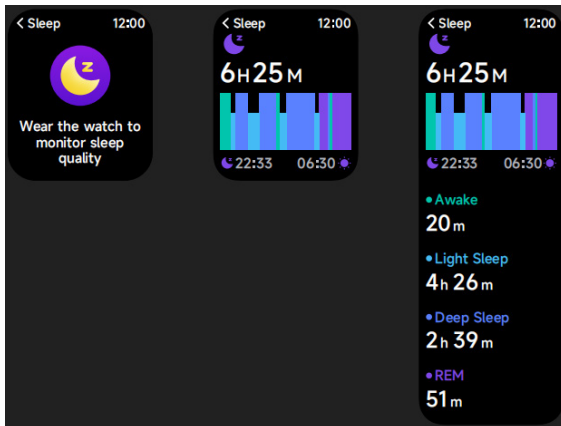 < Sleep 12:00
Wear the watch to
monitor sleep
quality
< Sleep 12:00
6H25M
22:33 06:30
< Sleep 12:00
6H25M
22:33 06:30
Awake
20m
Light Sleep
4h 26m
Deep Sleep
2h 39m
REM
51m